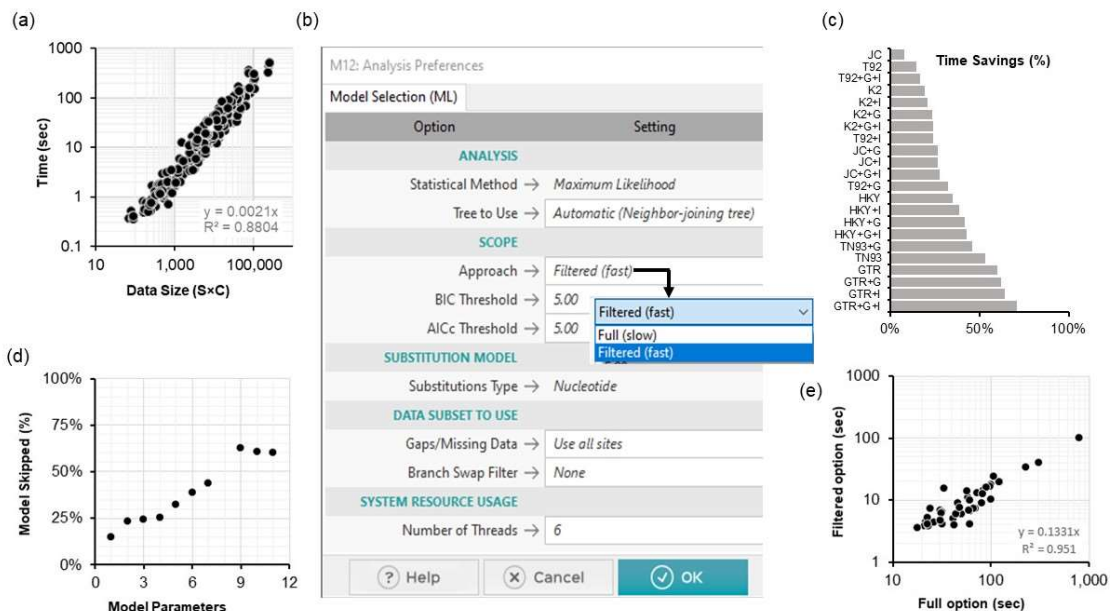 (a)
1000
100
10
1
0.1
Time (sec)
y = 0.0021x
R² = 0.8804
10
1,000
100,000
Data Size (S×C)
(b)
M12: Analysis Preferences
Model Selection (ML)
Option Setting
ANALYSIS
Statistical Method → Maximum Likelihood
Tree to Use → Automatic (Neighbor-joining tree)
SCOPE
Approach → Filtered (fast)
BIC Threshold → 5.00
AICc Threshold → 5.00
Filtered (fast)
Full (slow)
Filtered (fast)
SUBSTITUTION MODEL
Substitutions Type → Nucleotide
DATA SUBSET TO USE
Gaps/Missing Data → Use all sites
Branch Swap Filter → None
SYSTEM RESOURCE USAGE
Number of Threads → 6
? Help
X Cancel
OK
(c)
Time Savings (%)
JC
T92
T92+G+I
K2
K2+I
K2+G
K2+G+I
T92+I
JC+G
JC+I
JC+G+I
T92+G
HKY
HKY+I
HKY+G
HKY+G+I
TN93+G
TN93
GTR
GTR+G
GTR+I
GTR+G+I
0% 50% 100%
(d)
100%
75%
50%
25%
0%
Model Skipped (%)
0 3 6 9 12
Model Parameters
(e)
1000
100
10
1
Filtered option (sec)
y = 0.1331x
R² = 0.951
10 100 1,000
Full option (sec)